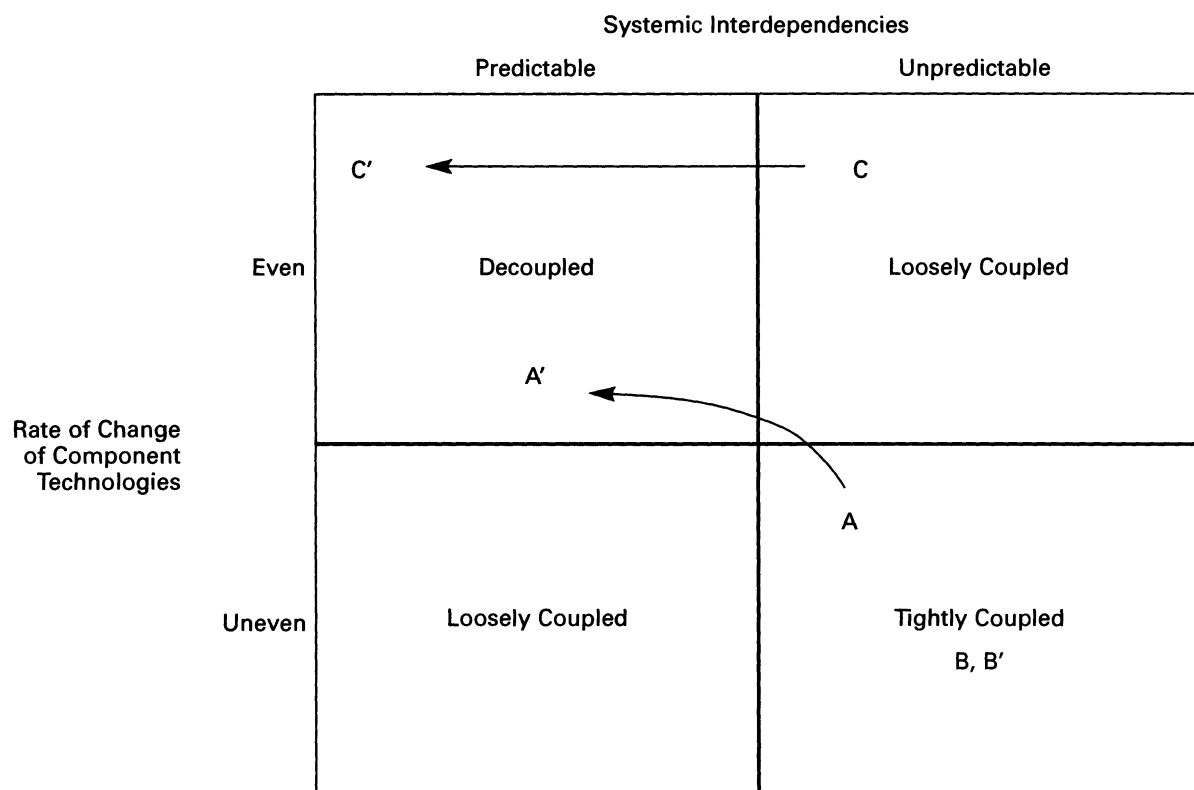 Systemic Interdependencies
Predictable
Unpredictable
C′
C
Even
Decoupled
Loosely Coupled
A′
Rate of Change
of Component
Technologies
A
Uneven
Loosely Coupled
Tightly Coupled
B, B′